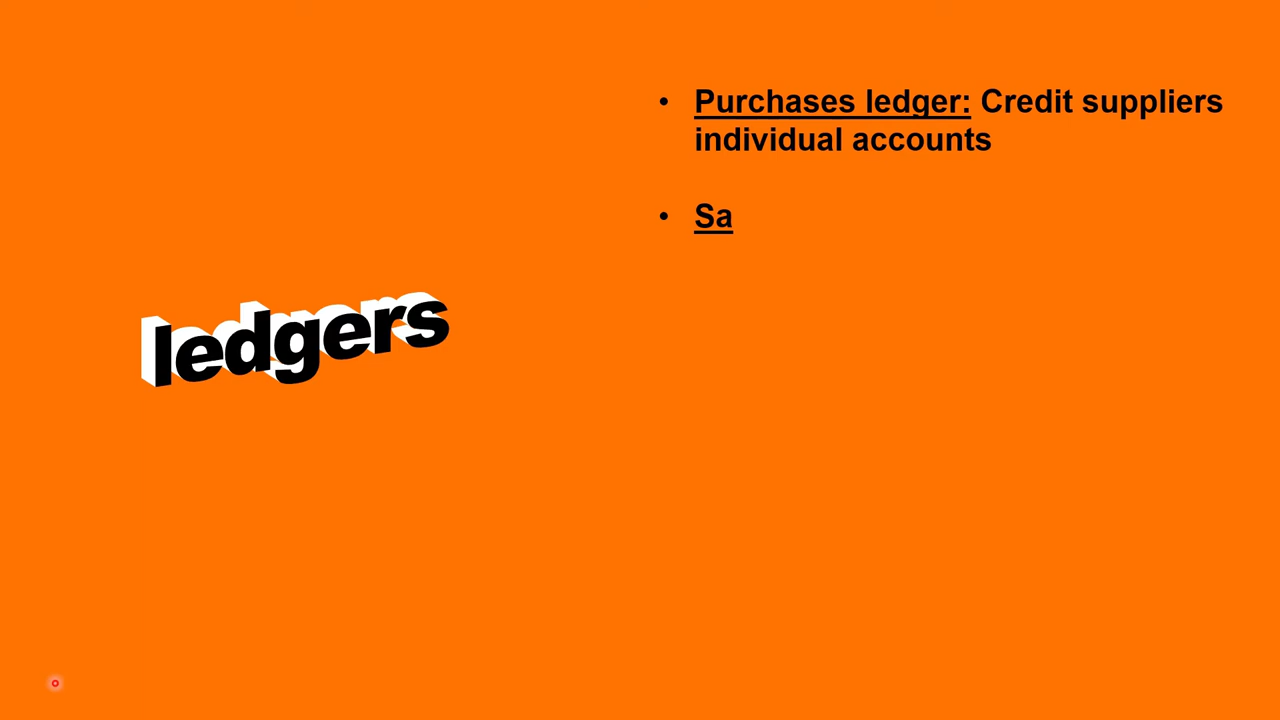 • Purchases ledger: Credit suppliers
individual accounts
• Sa
ledgers